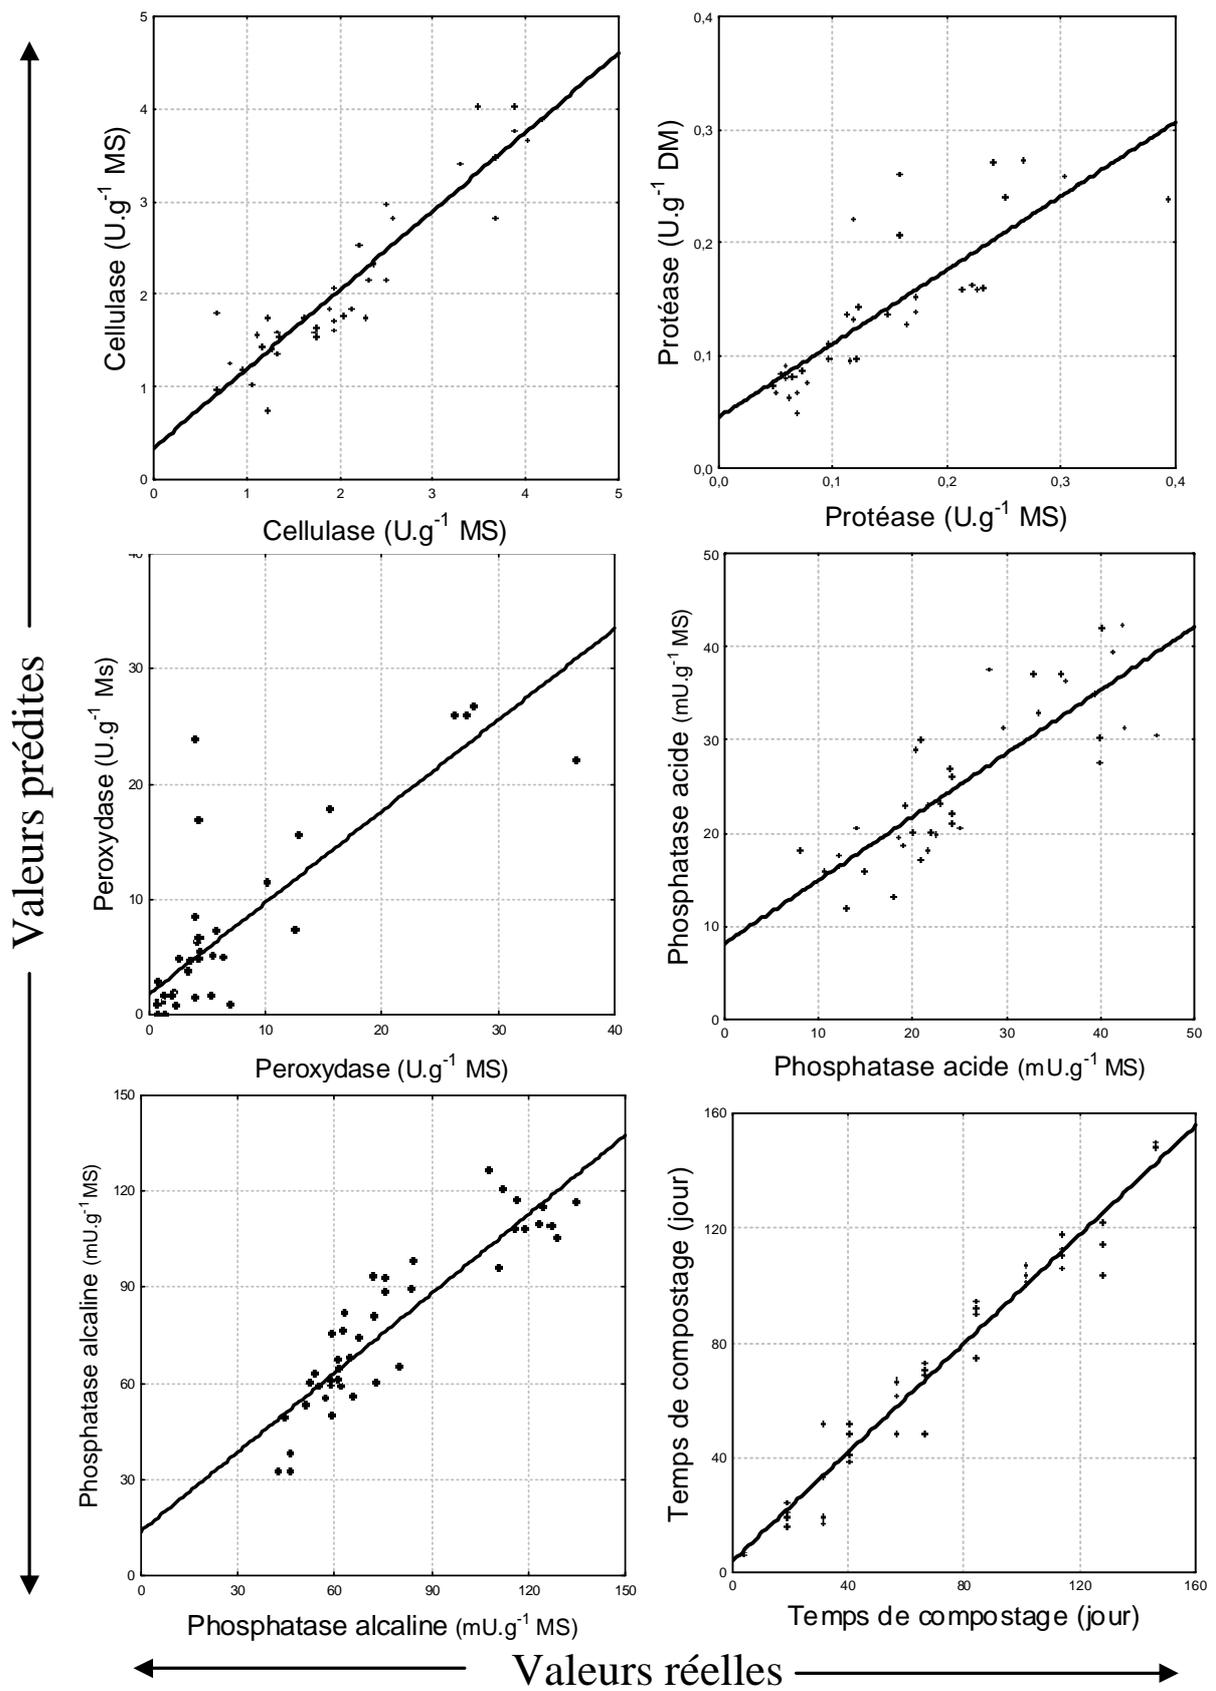 Valeurs prédites
Cellulase (U.g-1 MS)
5
4
3
2
1
0
0 1 2 3 4 5
Cellulase (U.g-1 MS)
Protéase (U.g-1 DM)
0,4
0,3
0,2
0,1
0,0
0,0 0,1 0,2 0,3 0,4
Protéase (U.g-1 MS)
Peroxydase (U.g-1 Ms)
40
30
20
10
0
0 10 20 30 40
Peroxydase (U.g-1 MS)
Phosphatase acide (mU.g-1 MS)
50
40
30
20
10
0
0 10 20 30 40 50
Phosphatase acide (mU.g-1 MS)
Phosphatase alcaline (mU.g-1 MS)
150
120
90
60
30
0
0 30 60 90 120 150
Phosphatase alcaline (mU.g-1 MS)
Temps de compostage (jour)
160
120
80
40
0
0 40 80 120 160
Temps de compostage (jour)
Valeurs réelles